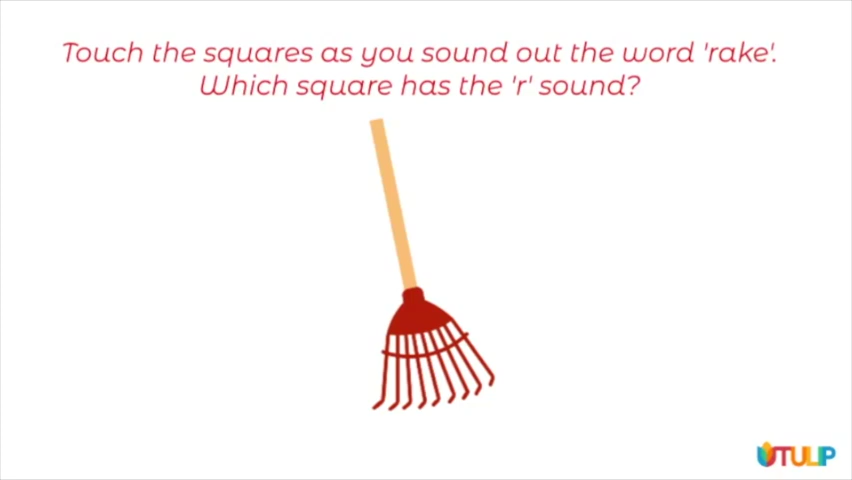 Touch the squares as you sound out the word 'rake'.
Which square has the 'r' sound?
TULIP